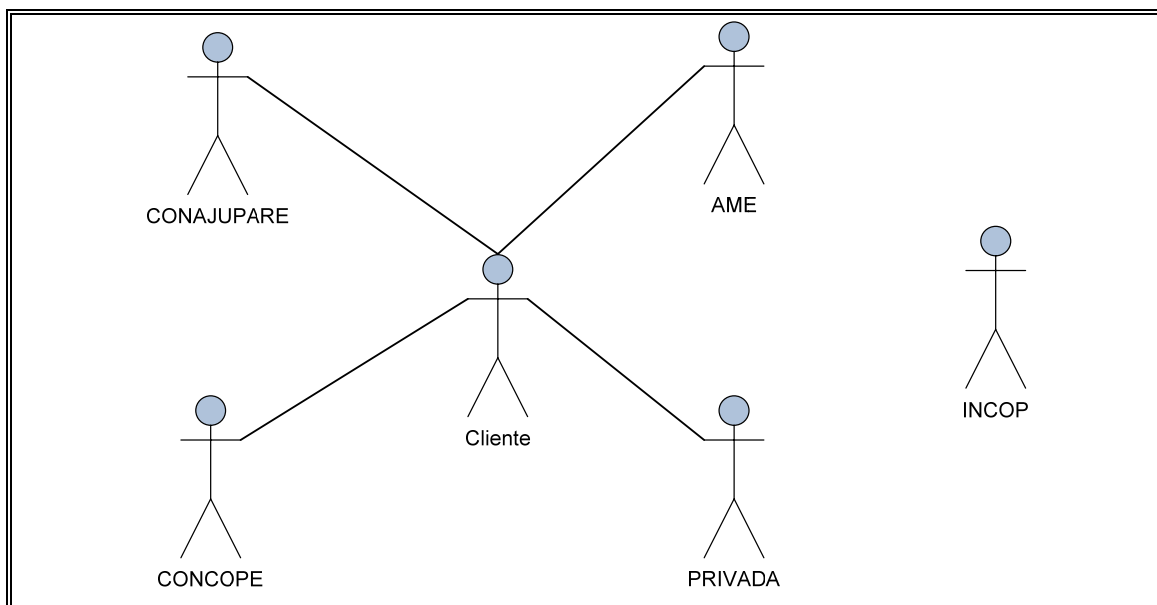 CONAJUPARE
AME
INCOP
Cliente
CONCOPE
PRIVADA